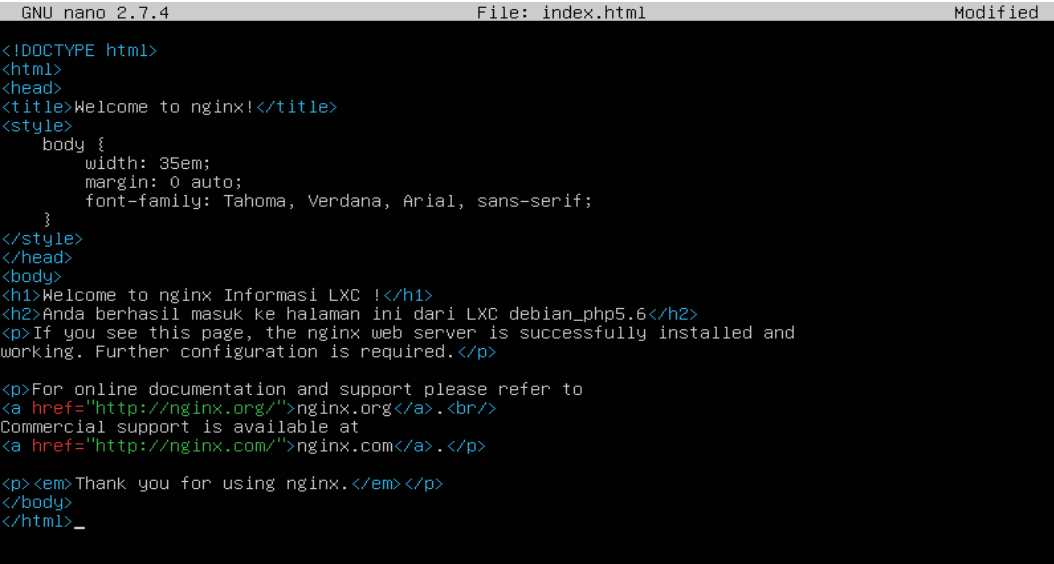 GNU nano 2.7.4 File: index.html Modified
<!DOCTYPE html>
<html>
<head>
<title>Welcome to nginx!</title>
<style>
    body {
        width: 35em;
        margin: 0 auto;
        font-family: Tahoma, Verdana, Arial, sans-serif;
    }
</style>
</head>
<body>
<h1>Welcome to nginx Informasi LXC !</h1>
<h2>Anda berhasil masuk ke halaman ini dari LXC debian_php5.6</h2>
<p>If you see this page, the nginx web server is successfully installed and
working. Further configuration is required.</p>
<p>For online documentation and support please refer to
<a href="http://nginx.org/">nginx.org</a>.<br/>
Commercial support is available at
<a href="http://nginx.com/">nginx.com</a>.</p>
<p><em>Thank you for using nginx.</em></p>
</body>
</html>